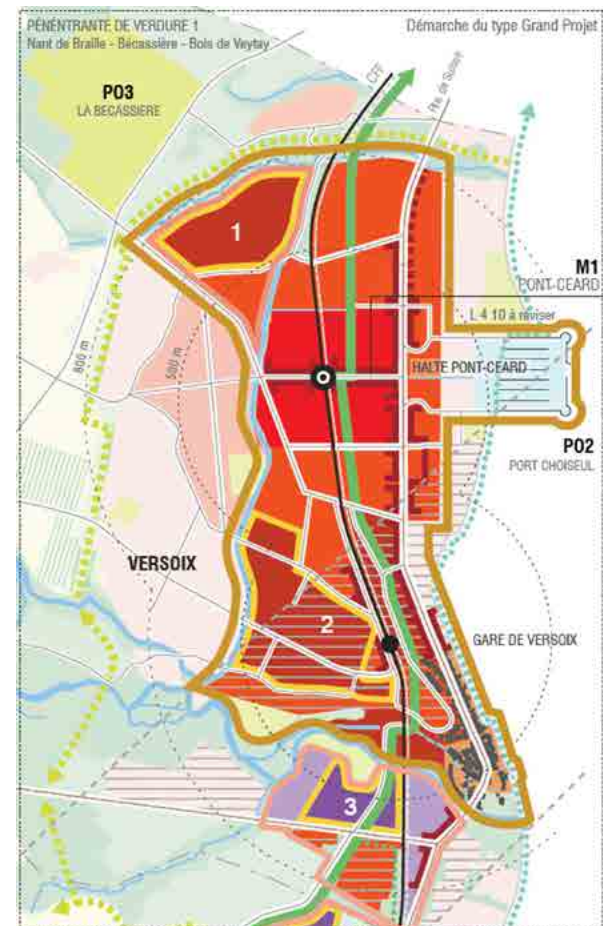 PÉNÉTRANTE DE VERDURE 1
Nant de Braille - Bécassière - Bois de Veytay
Démarche du type Grand Projet
CFF
Rte. de Suisse
PO3
LA BECASSIERE
1
M1
PONT-CEARD
L 4.10 à réviser
800 m
500 m
HALTE PONT-CEARD
PO2
PORT CHOISEUL
VERSOIX
2
GARE DE VERSOIX
3